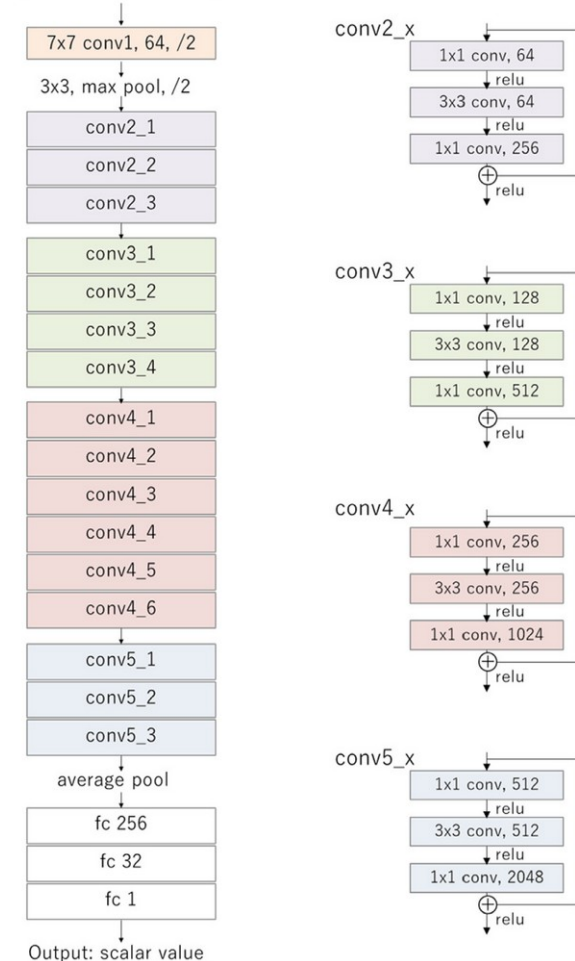 7x7 conv1, 64, /2
3x3, max pool, /2
conv2_1
conv2_2
conv2_3
conv3_1
conv3_2
conv3_3
conv3_4
conv4_1
conv4_2
conv4_3
conv4_4
conv4_5
conv4_6
conv5_1
conv5_2
conv5_3
average pool
fc 256
fc 32
fc 1
Output: scalar value
conv2_x
1x1 conv, 64
relu
3x3 conv, 64
relu
1x1 conv, 256
relu
conv3_x
1x1 conv, 128
relu
3x3 conv, 128
relu
1x1 conv, 512
relu
conv4_x
1x1 conv, 256
relu
3x3 conv, 256
relu
1x1 conv, 1024
relu
conv5_x
1x1 conv, 512
relu
3x3 conv, 512
relu
1x1 conv, 2048
relu